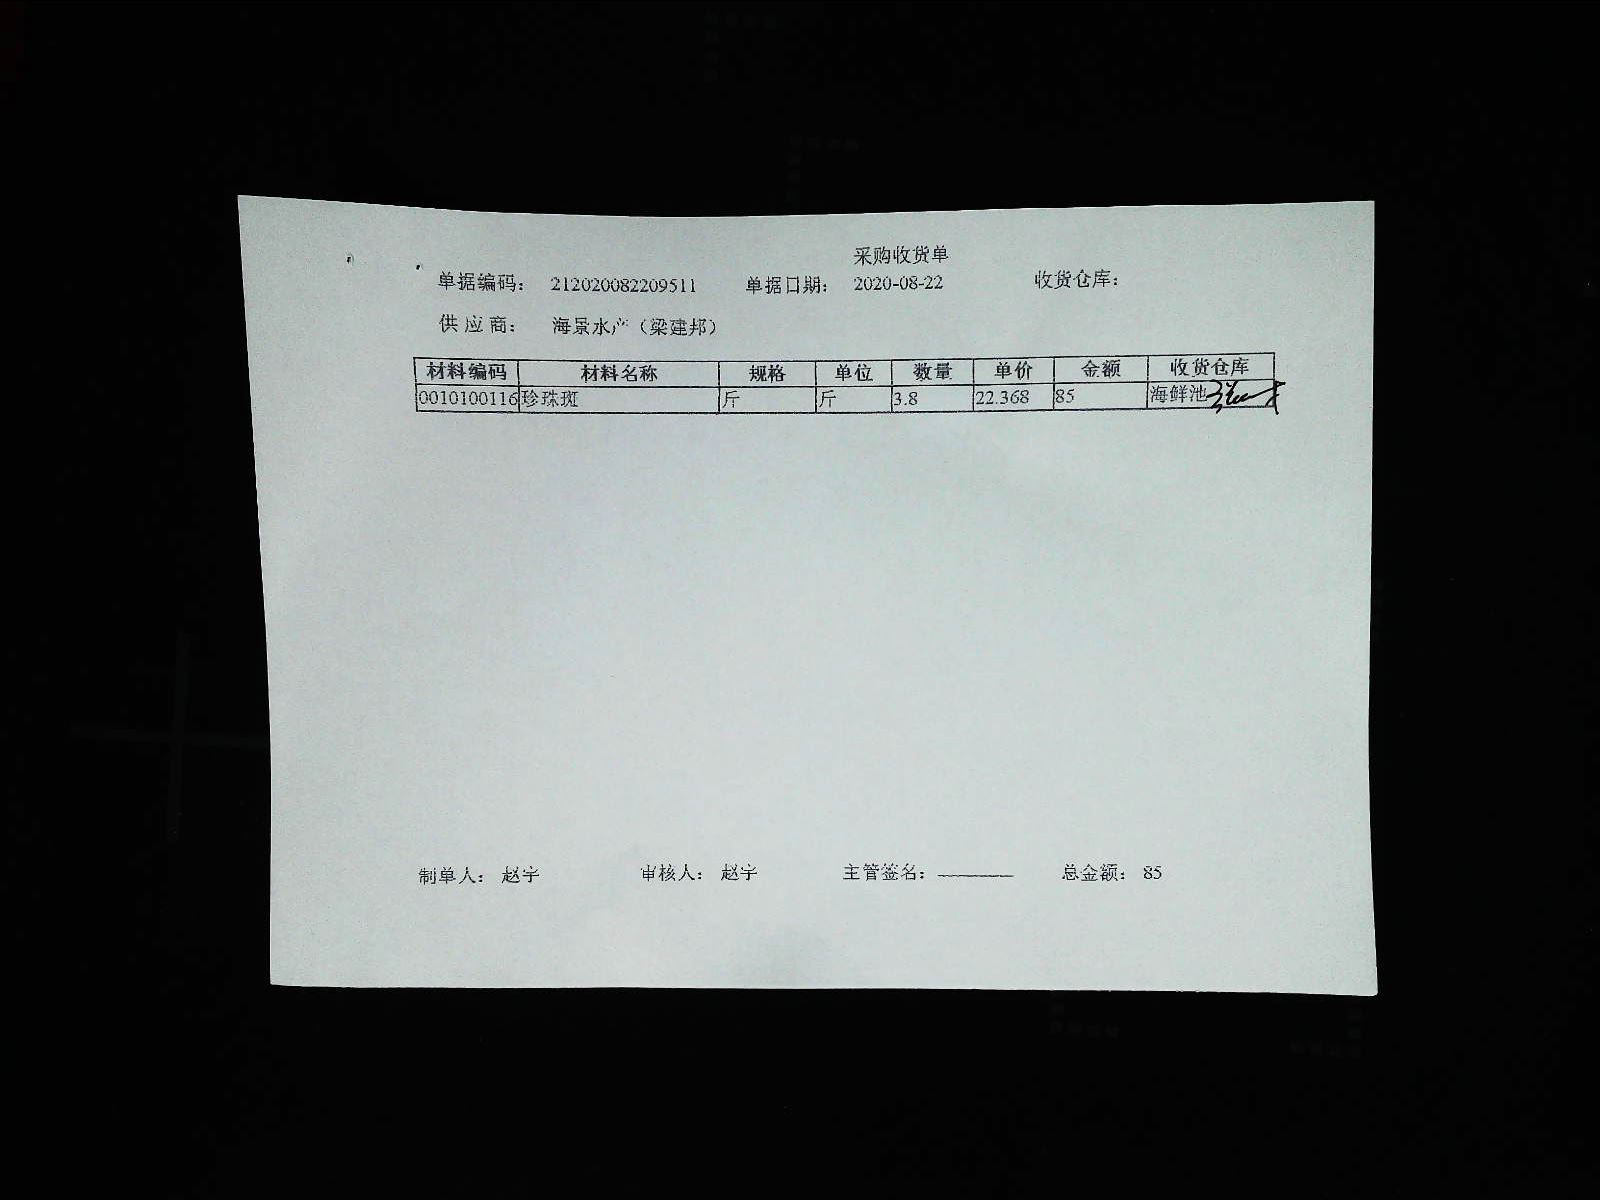 采购收货单
单据编码： 212020082209511 单据日期： 2020-08-22 收货仓库：
供应商： 海景水产（梁建邦）
材料编码 材料名称 规格 单位 数量 单价 金额 收货仓库
0010100116 珍珠斑 斤 斤 3.8 22.368 85 海鲜池
制单人： 赵宇 审核人： 赵宇 主管签名： 总金额： 85